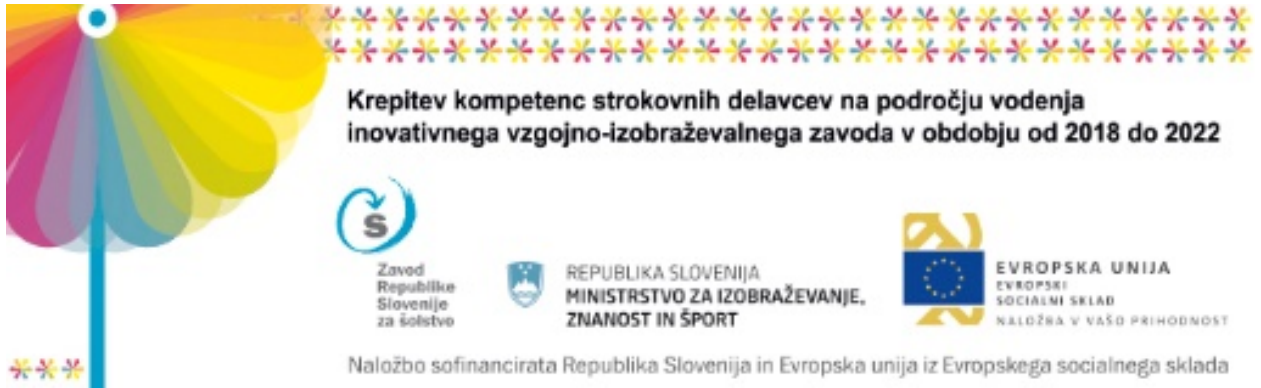 Krepitev kompetenc strokovnih delavcev na področju vodenja
inovativnega vzgojno-izobraževalnega zavoda v obdobju od 2018 do 2022
Š
Zavod
Republike
Slovenije
za šolstvo
REPUBLIKA SLOVENIJA
MINISTRSTVO ZA IZOBRAŽEVANJE,
ZNANOST IN ŠPORT
EVROPSKA UNIJA
EVROPSKI
SOCIALNI SKLAD
NALOŽBA V VAŠO PRIHODNOST
Naložbo sofinancirata Republika Slovenija in Evropska unija iz Evropskega socialnega sklada